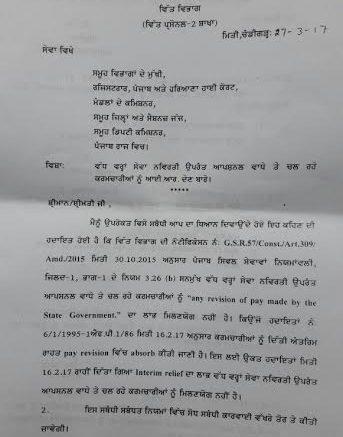 ਵਿੱਤ ਵਿਭਾਗ
(ਵਿੱਤ ਪ੍ਰਸੋਨਲ-2 ਸ਼ਾਖਾ)
ਮਿਤੀ,ਚੰਡੀਗੜ੍ਹ: 27-3-17
ਸੇਵਾ ਵਿਖੇ
ਸਮੂਹ ਵਿਭਾਗਾਂ ਦੇ ਮੁੱਖੀ,
ਰਜਿਸਟਰਾਰ, ਪੰਜਾਬ ਅਤੇ ਹਰਿਆਣਾ ਹਾਈ ਕੋਰਟ,
ਮੰਡਲਾਂ ਦੇ ਕਮਿਸ਼ਨਰ,
ਸਮੂਹ ਜ਼ਿਲ੍ਹਾ ਅਤੇ ਸੈਸ਼ਨਜ਼ ਜੱਜ,
ਸਮੂਹ ਡਿਪਟੀ ਕਮਿਸ਼ਨਰ,
ਪੰਜਾਬ ਰਾਜ ਵਿਚ।
ਵਿਸ਼ਾ: ਵੱਧ ਵਰ੍ਹਾ ਸੇਵਾ ਨਵਿਰਤੀ ਉਪਰੰਤ ਆਪਸ਼ਨਲ ਵਾਧੇ ਤੇ ਚਲ ਰਹੇ
ਕਰਮਚਾਰੀਆਂ ਨੂੰ ਆਈ ਆਰ. ਦੇਣ ਬਾਰੇ।
*****
ਸ਼੍ਰੀਮਾਨ/ਸ਼੍ਰੀਮਤੀ ਜੀ ,
ਮੈਨੂੰ ਉਪਰੋਕਤ ਵਿਸੇ ਸਬੰਧੀ ਆਪ ਦਾ ਧਿਆਨ ਦਿਵਾਉਂਦੇ ਹੋਏ ਇਹ ਕਹਿਣ ਦੀ
ਹਦਾਇਤ ਹੋਈ ਹੈ ਕਿ ਵਿੱਤ ਵਿਭਾਗ ਦੀ ਨੋਟੀਫਿਕੇਸ਼ਨ ਨੰ: G.S.R.57/Const./Art.309/
Amd./2015 ਮਿਤੀ 30.10.2015 ਅਨੁਸਾਰ ਪੰਜਾਬ ਸਿਵਲ ਸੇਵਾਵਾਂ ਨਿਯਮਾਂਵਲੀ,
ਜਿਲਦ-1, ਭਾਗ-1 ਦੇ ਨਿਯਮ 3.26 (b) ਸਨਮੁੱਖ ਵੱਧ ਵਰ੍ਹਾ ਸੇਵਾ ਨਵਿਰਤੀ ਉਪਰੰਤ
ਆਪਸ਼ਨਲ ਵਾਧੇ ਤੇ ਚਲ ਰਹੇ ਕਰਮਚਾਰੀਆਂ ਨੂੰ "any revision of pay made by the
State Government." ਦਾ ਲਾਭ ਮਿਲਣਯੋਗ ਨਹੀਂ ਹੈ। ਕਿਉਂਜੋ ਹਦਾਇਤਾਂ ਨੰ.
6/1/1995-1ਐਫ.ਪੀ.1/86 ਮਿਤੀ 16.2.17 ਅਨੁਸਾਰ ਕਰਮਚਾਰੀਆਂ ਨੂੰ ਦਿੱਤੀ ਅੰਤਰਿਮ
ਰਾਹਤ pay revision ਵਿੱਚ absorb ਕੀਤੀ ਜਾਣੀ ਹੈ। ਇਸ ਲਈ ਉਕਤ ਹਦਾਇਤਾਂ ਮਿਤੀ
16.2.17 ਰਾਹੀਂ ਦਿੱਤਾ ਗਿਆ Interim relief ਦਾ ਲਾਭ ਵੱਧ ਵਰ੍ਹਾ ਸੇਵਾ ਨਵਿਰਤੀ ਉਪਰੰਤ
ਆਪਸ਼ਨਲ ਵਾਧੇ ਤੇ ਚਲ ਰਹੇ ਕਰਮਚਾਰੀਆਂ ਨੂੰ ਮਿਲਣਯੋਗ ਨਹੀਂ ਹੈ।
2. ਇਸ ਸਬੰਧੀ ਸਬੰਧਤ ਨਿਯਮਾਂ ਵਿੱਚ ਸੋਧ ਸਬੰਧੀ ਕਾਰਵਾਈ ਵੱਖਰੇ ਤੌਰ ਤੇ ਕੀਤੀ
ਜਾਵੇਗੀ।